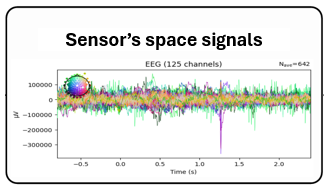 Sensor's space signals
EEG (125 channels)
Nave=642
100000
0
−100000
−200000
−300000
μV
−0.5
0.0
0.5
1.0
1.5
2.0
Time (s)